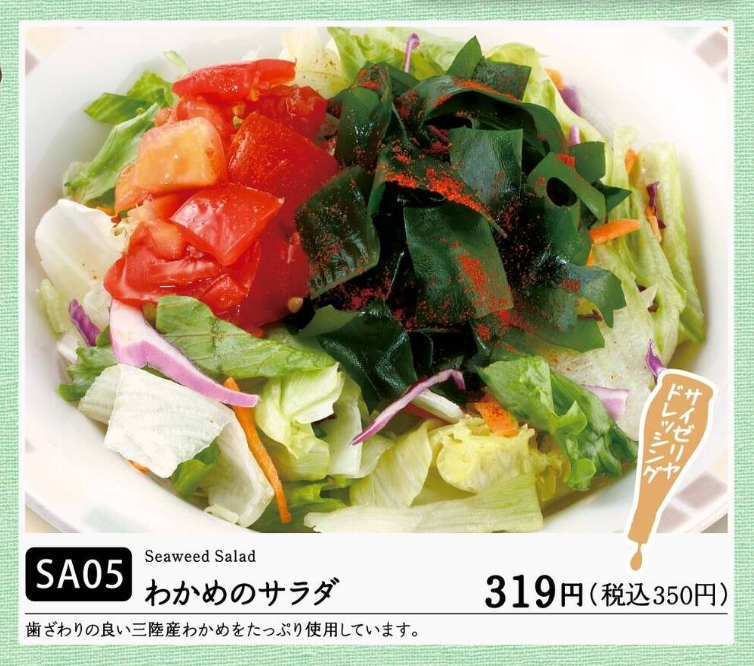 サイゼリヤ
ドレッシング
SA05
Seaweed Salad
わかめのサラダ
319円(税込350円)
歯ざわりの良い三陸産わかめをたっぷり使用しています。